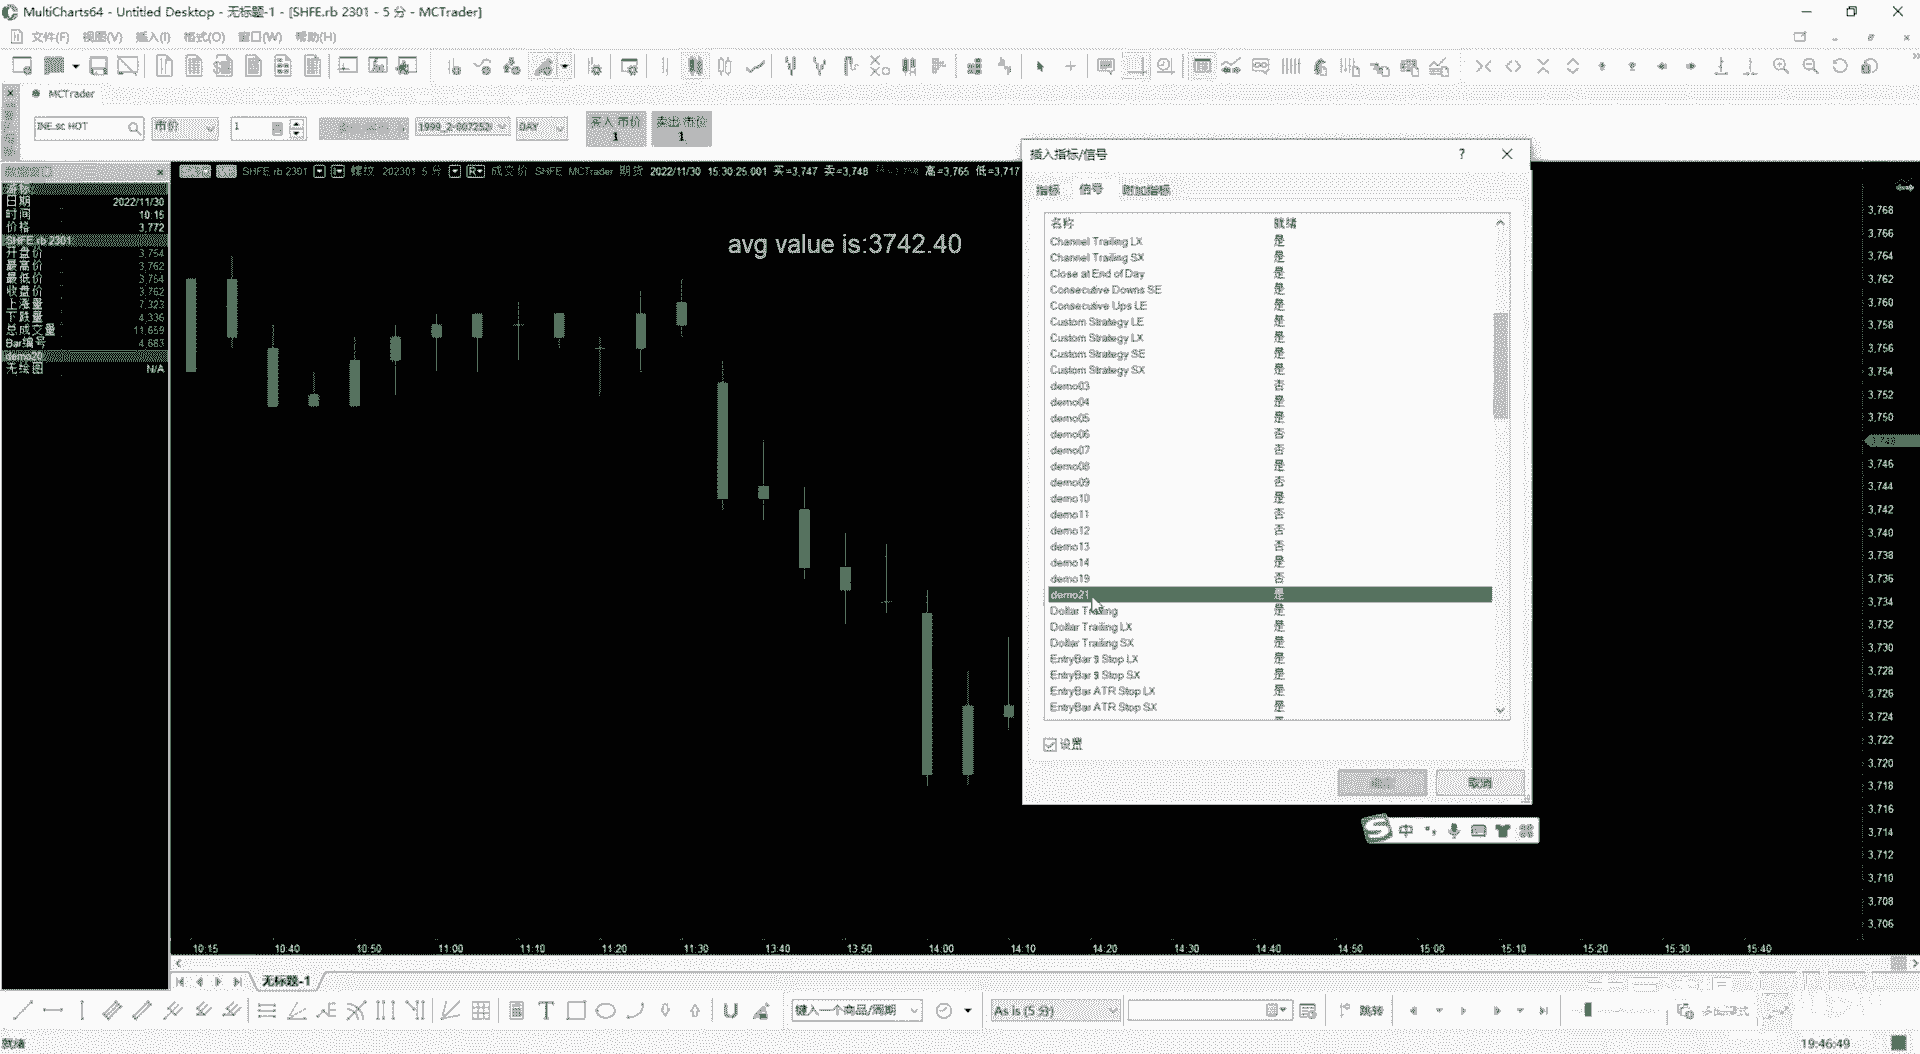 MultiCharts64 - Untitled Desktop - 无标题-1 - [SHFE.rb 2301 - 5 分 - MCTrader]
文件(F) 视图(V) 插入(I) 格式(O) 窗口(W) 帮助(H)
MCTrader
INE.sc HOT 市价 1 DAY 买入 市价 1 卖出 市价 1
SHFE.rb 2301 螺纹 202301 5 分 成交价 SHFE MCTrader 期货 2022/11/30 15:30:25.001 买=3,747 卖=3,748 高=3,765 低=3,717
日期 2022/11/30
时间 10:15
价格 3,772
SHFE.rb 2301
开盘价 3,754
最高价 3,762
最低价 3,754
收盘价 3,762
上涨量 7,323
下跌量 4,336
总成交量 11,659
Bar编号 4,683
demo20
无绘图 N/A
avg value is:3742.40
插入指标/信号
指标 信号 附加指标
名称 就绪
Channel Trailing LX 是
Channel Trailing SX 是
Close at End of Day 是
Consecutive Downs SE 是
Consecutive Ups LE 是
Custom Strategy LE 是
Custom Strategy LX 是
Custom Strategy SE 是
Custom Strategy SX 是
demo03 否
demo04 是
demo05 是
demo06 否
demo07 否
demo08 是
demo09 否
demo10 是
demo11 否
demo12 否
demo13 否
demo14 是
demo19 否
demo21 是
Dollar Trailing 是
Dollar Trailing LX 是
Dollar Trailing SX 是
EntryBar $ Stop LX 是
EntryBar $ Stop SX 是
EntryBar ATR Stop LX 是
EntryBar ATR Stop SX 是
设置
取消
中
3,768
3,766
3,764
3,762
3,760
3,758
3,756
3,754
3,752
3,750
3,746
3,744
3,742
3,740
3,738
3,736
3,734
3,732
3,730
3,728
3,726
3,724
3,722
3,720
3,718
3,716
3,714
3,712
3,710
3,708
3,706
10:15 10:40 10:50 11:00 11:10 11:20 11:30 13:40 13:50 14:00 14:10 14:20 14:30 14:40 14:50 15:00 15:10 15:20 15:30 15:40
无标题-1
键入一个商品/周期 As is (5 分) 跳转
就绪 19:46:49